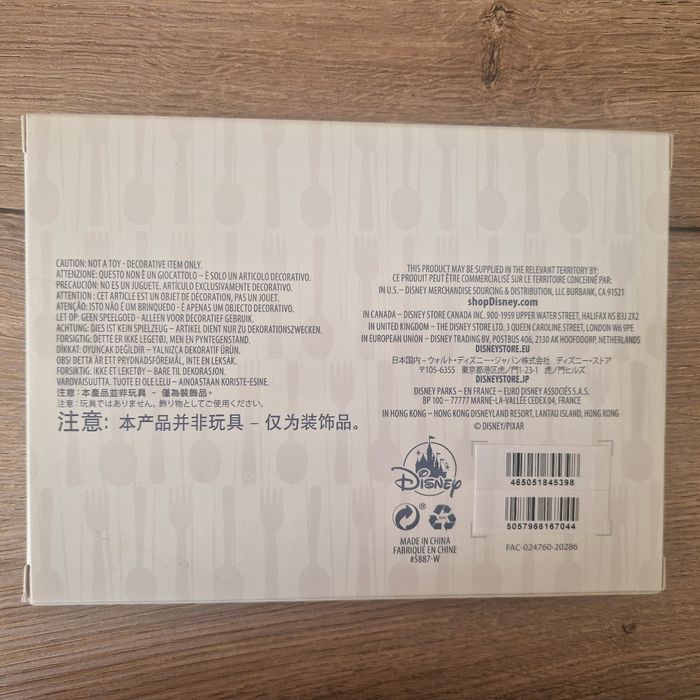 CAUTION: NOT A TOY - DECORATIVE ITEM ONLY.
ATTENZIONE: QUESTO NON È UN GIOCATTOLO – È SOLO UN ARTICOLO DECORATIVO.
PRECAUCIÓN: NO ES UN JUGUETE. ARTÍCULO EXCLUSIVAMENTE DECORATIVO.
ATTENTION : CET ARTICLE EST UN OBJET DE DÉCORATION, PAS UN JOUET.
ATENÇÃO: ISTO NÃO É UM BRINQUEDO - É APENAS UM OBJECTO DECORATIVO.
LET OP: GEEN SPEELGOED - ALLEEN VOOR DECORATIEF GEBRUIK.
ACHTUNG: DIES IST KEIN SPIELZEUG – ARTIKEL DIENT NUR ZU DEKORATIONSZWECKEN.
FORSIGTIG: DETTE ER IKKE LEGETØJ, MEN EN PYNTEGENSTAND.
DİKKAT: OYUNCAK DEĞİLDİR – YALNIZCA DEKORATİF ÜRÜN.
OBS! DETTA ÄR ETT PRYDNADSFÖREMÅL, INTE EN LEKSAK.
FORSIKTIG: IKKE ET LEKETØY – BARE TIL DEKORASJON.
VAROVAISUUTTA. TUOTE EI OLE LELU – AINOASTAAN KORISTE-ESINE.
注意:本產品並非玩具 - 僅為裝飾品。
注意:玩具ではありません。飾り物としてご使用ください。
注意: 本产品并非玩具 – 仅为装饰品。
THIS PRODUCT MAY BE SUPPLIED IN THE RELEVANT TERRITORY BY:
CE PRODUIT PEUT ÊTRE COMMERCIALISÉ SUR LE TERRITOIRE CONCERNÉ PAR :
IN U.S. – DISNEY MERCHANDISE SOURCING & DISTRIBUTION, LLC BURBANK, CA 91521
shopDisney.com
IN CANADA – DISNEY STORE CANADA INC. 900-1959 UPPER WATER STREET, HALIFAX NS B3J 2X2
IN UNITED KINGDOM – THE DISNEY STORE LTD. 3 QUEEN CAROLINE STREET, LONDON W6 9PE
IN EUROPEAN UNION – DISNEY TRADING BV, POSTBUS 406, 2130 AK HOOFDDORP, NETHERLANDS
DISNEYSTORE.EU
日本国内 – ウォルト・ディズニー・ジャパン株式会社 ディズニー・ストア
〒105-6355 東京都港区虎ノ門1-23-1 虎ノ門ヒルズ
DISNEYSTORE.JP
DISNEY PARKS – EN FRANCE – EURO DISNEY ASSOCIÉS S.A.S.
BP 100 – 77777 MARNE-LA-VALLÉE CEDEX 04, FRANCE
IN HONG KONG – HONG KONG DISNEYLAND RESORT, LANTAU ISLAND, HONG KONG
© DISNEY/PIXAR
DISNEY
MADE IN CHINA
FABRIQUÉ EN CHINE
#5887-W
465051845398
5057966167044
FAC-024760-20286